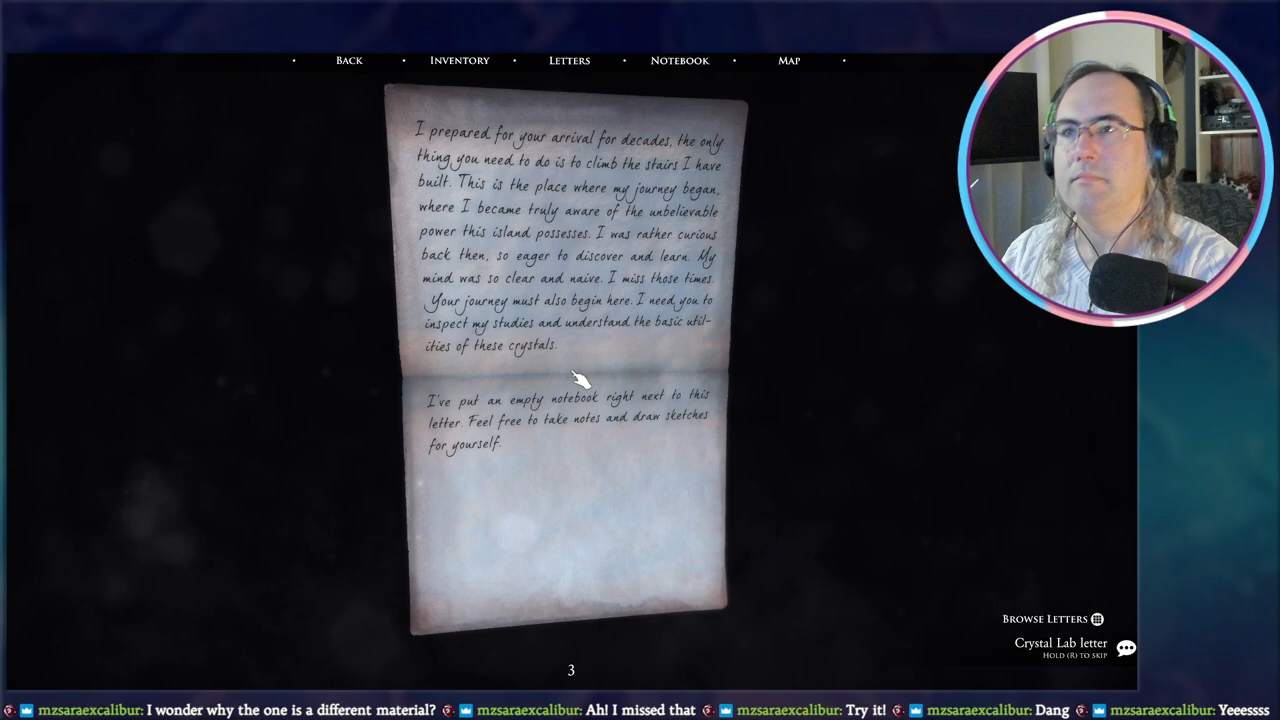 BACK
INVENTORY
LETTERS
NOTEBOOK
MAP
I prepared for your arrival for decades, the only
thing you need to do is to climb the stairs I have
built. This is the place where my journey began,
where I became truly aware of the unbelievable
power this island possesses. I was rather curious
back then, so eager to discover and learn. My
mind was so clear and naive. I miss those times.
Your journey must also begin here. I need you to
inspect my studies and understand the basic util-
ities of these crystals.
I've put an empty notebook right next to this
letter. Feel free to take notes and draw sketches
for yourself.
BROWSE LETTERS
Crystal Lab letter
HOLD (R) TO SKIP
3
mzsaraexcalibur: I wonder why the one is a different material? mzsaraexcalibur: Ah! I missed that mzsaraexcalibur: Try it! mzsaraexcalibur: Dang mzsaraexcalibur: Yeeessss